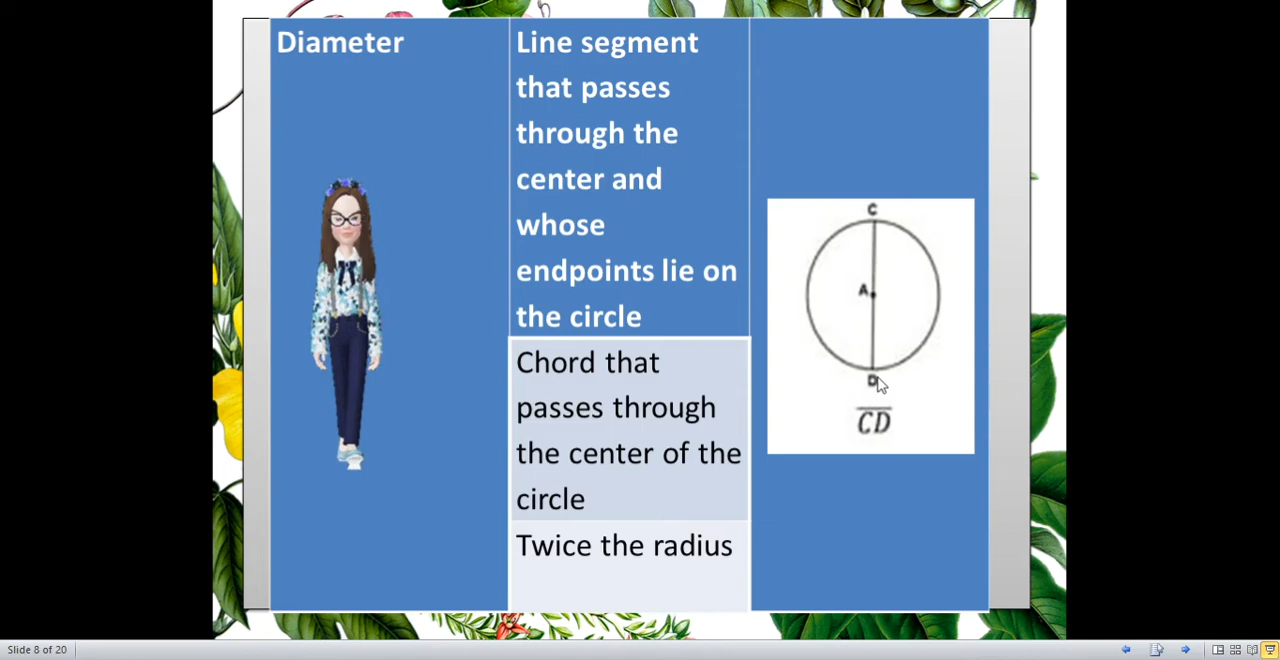 Diameter
Line segment
that passes
through the
center and
whose
endpoints lie on
the circle
Chord that
passes through
the center of the
circle
Twice the radius
C
A
D
CD
Slide 8 of 20